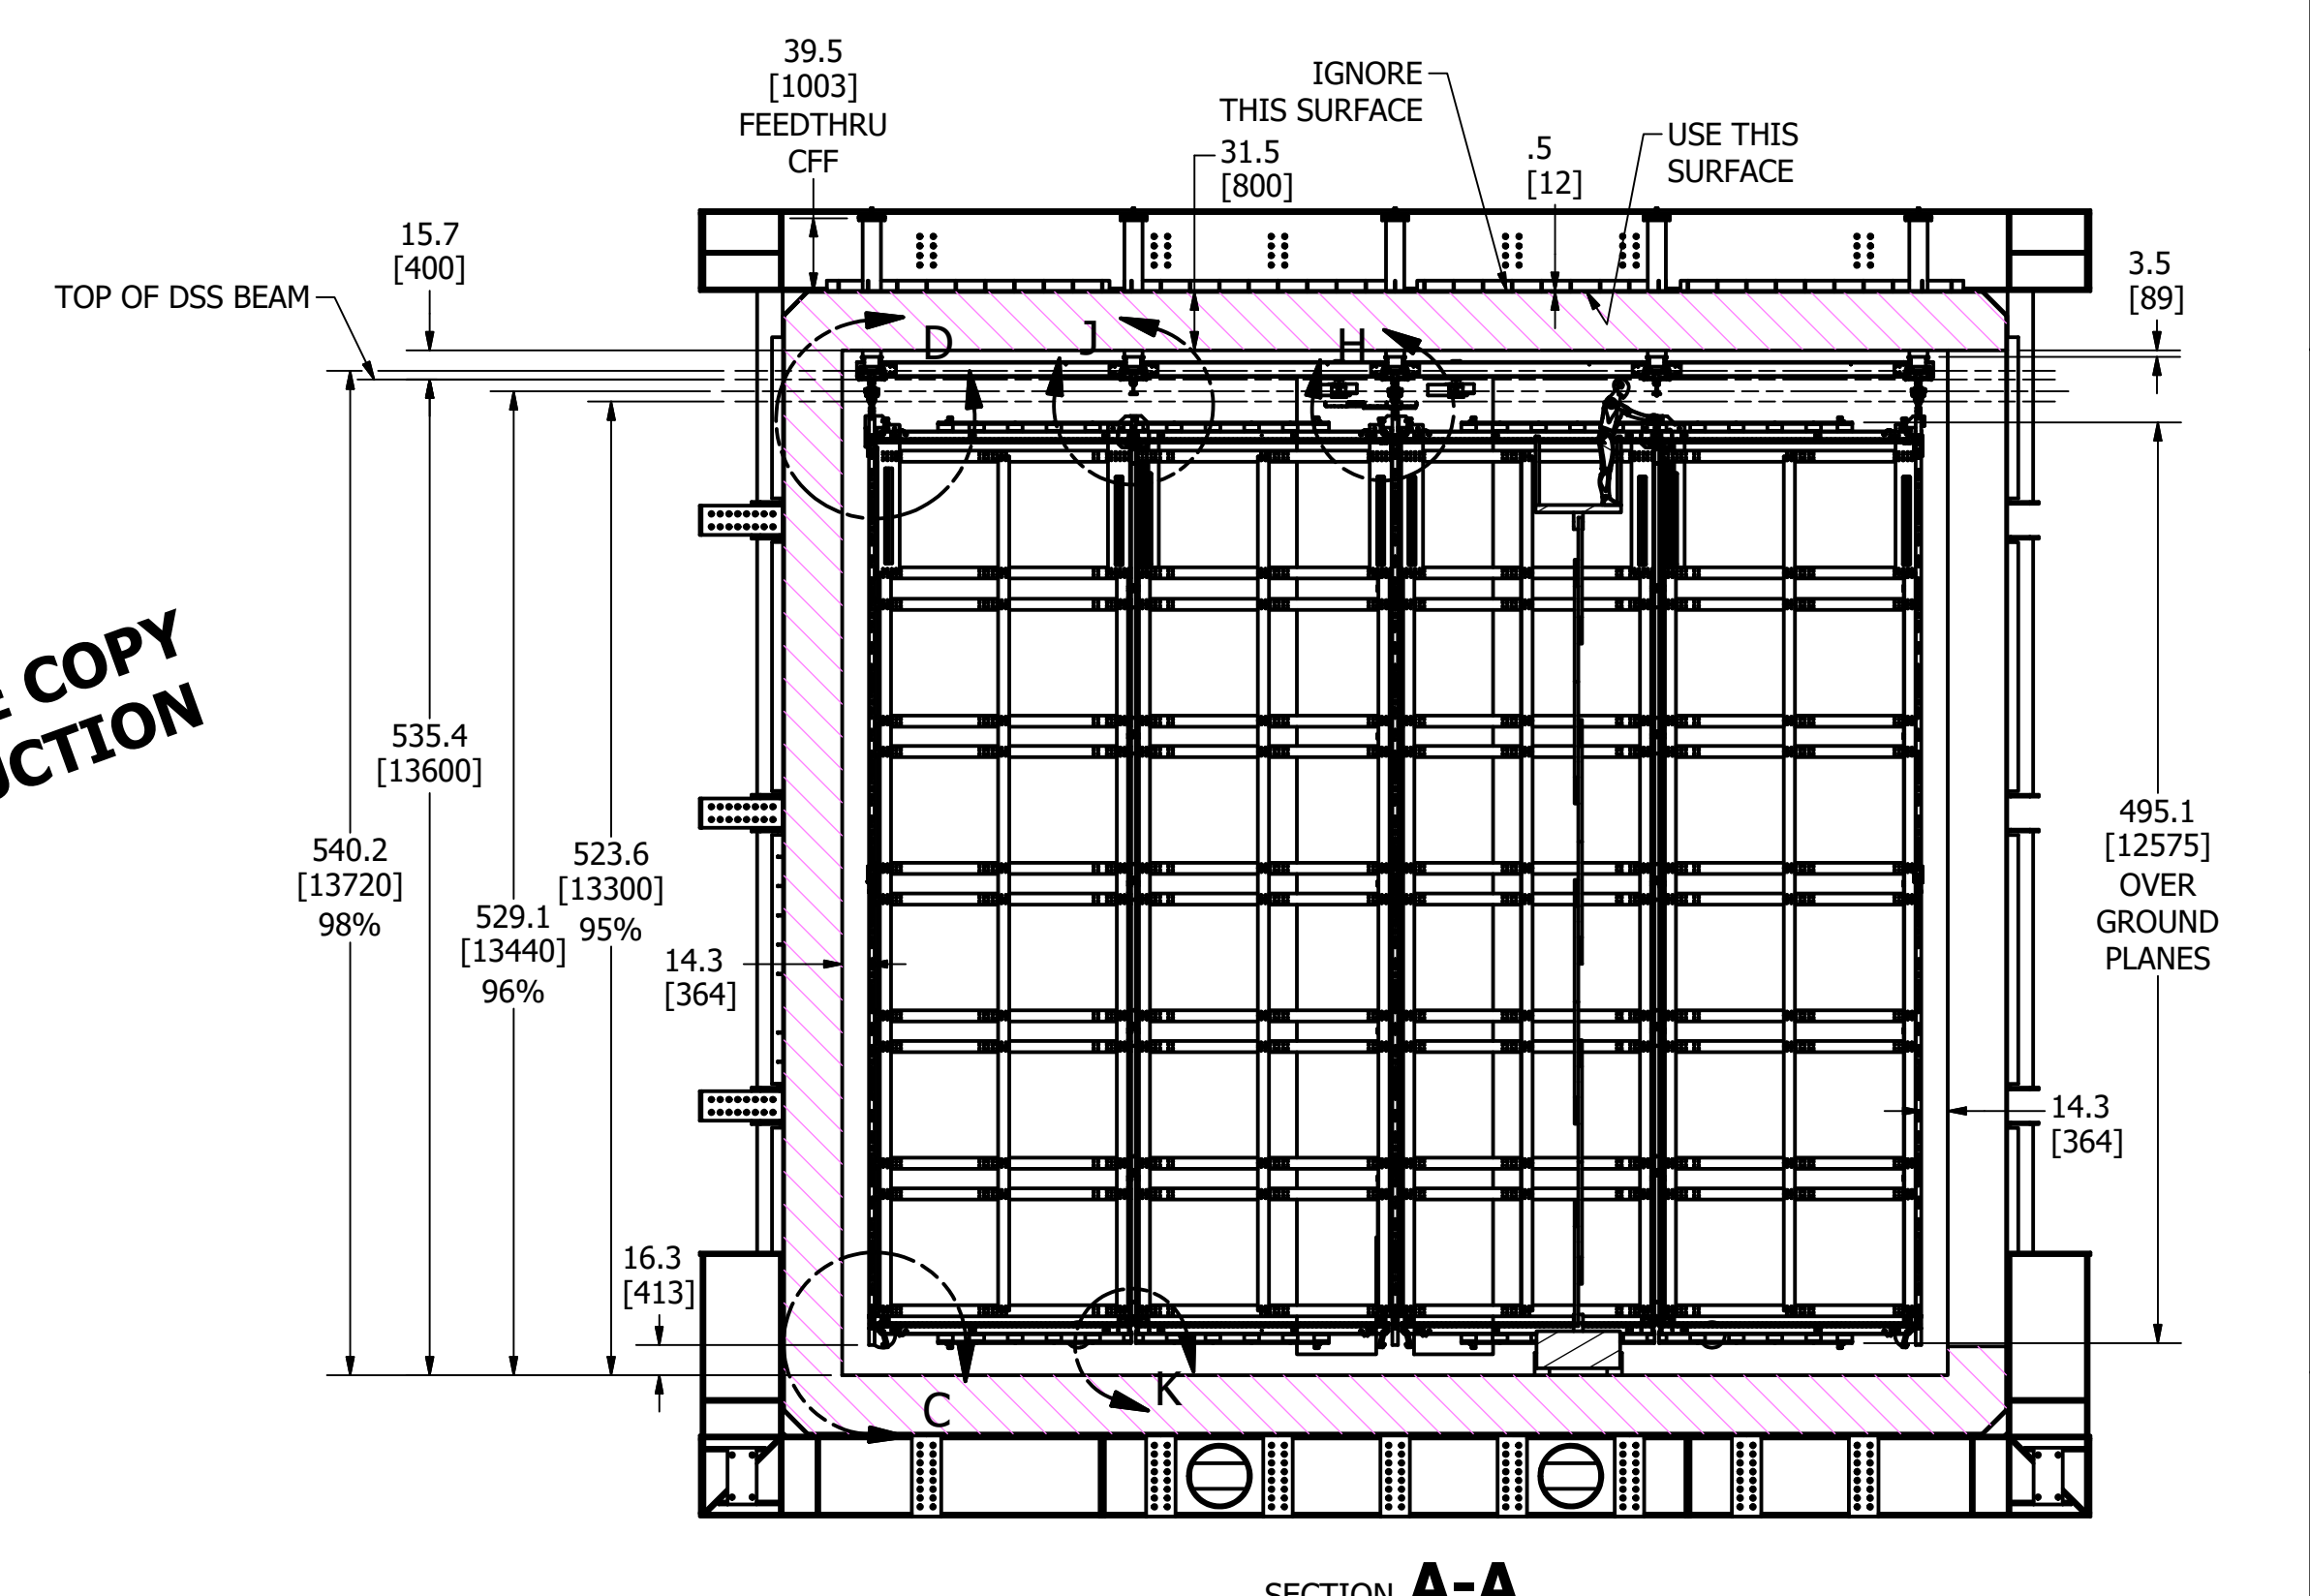 39.5
[1003]
FEEDTHRU
CFF
IGNORE
THIS SURFACE
31.5
[800]
.5
[12]
USE THIS
SURFACE
15.7
[400]
TOP OF DSS BEAM
3.5
[89]
D
J
H
COPY
UCTION
535.4
[13600]
540.2
[13720]
98%
523.6
[13300]
95%
529.1
[13440]
96%
14.3
[364]
495.1
[12575]
OVER
GROUND
PLANES
14.3
[364]
16.3
[413]
C
K
SECTION A-A